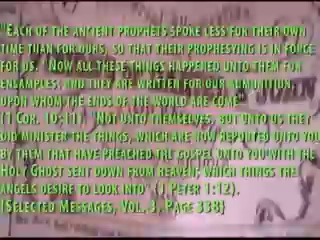 "Each of the ancient prophets spoke less for their own
time than for ours, so that their prophesying is in force
for us. 'Now all these things happened unto them for
ensamples, and they are written for our admonition,
upon whom the ends of the world are come'
(1 Cor. 10:11). 'Not unto themselves, but unto us they
did minister the things, which are now reported unto you
by them that have preached the gospel unto you with the
Holy Ghost sent down from heaven; which things the
angels desire to look into" (1 Peter 1:12).
{Selected Messages, Vol. 3, Page 338}